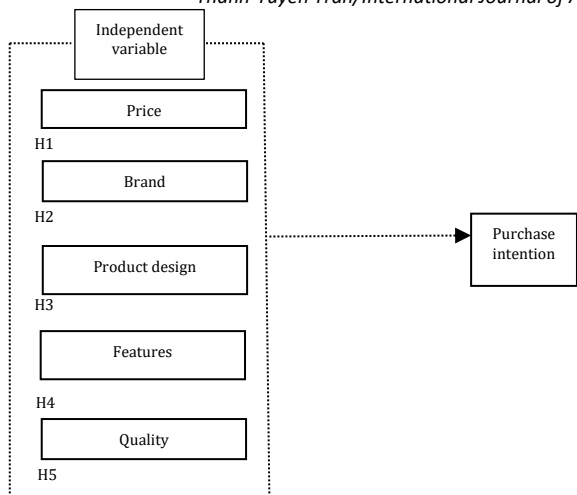 Independent
variable
Price
H1
Brand
H2
Product design
H3
Features
H4
Quality
H5
Purchase
intention